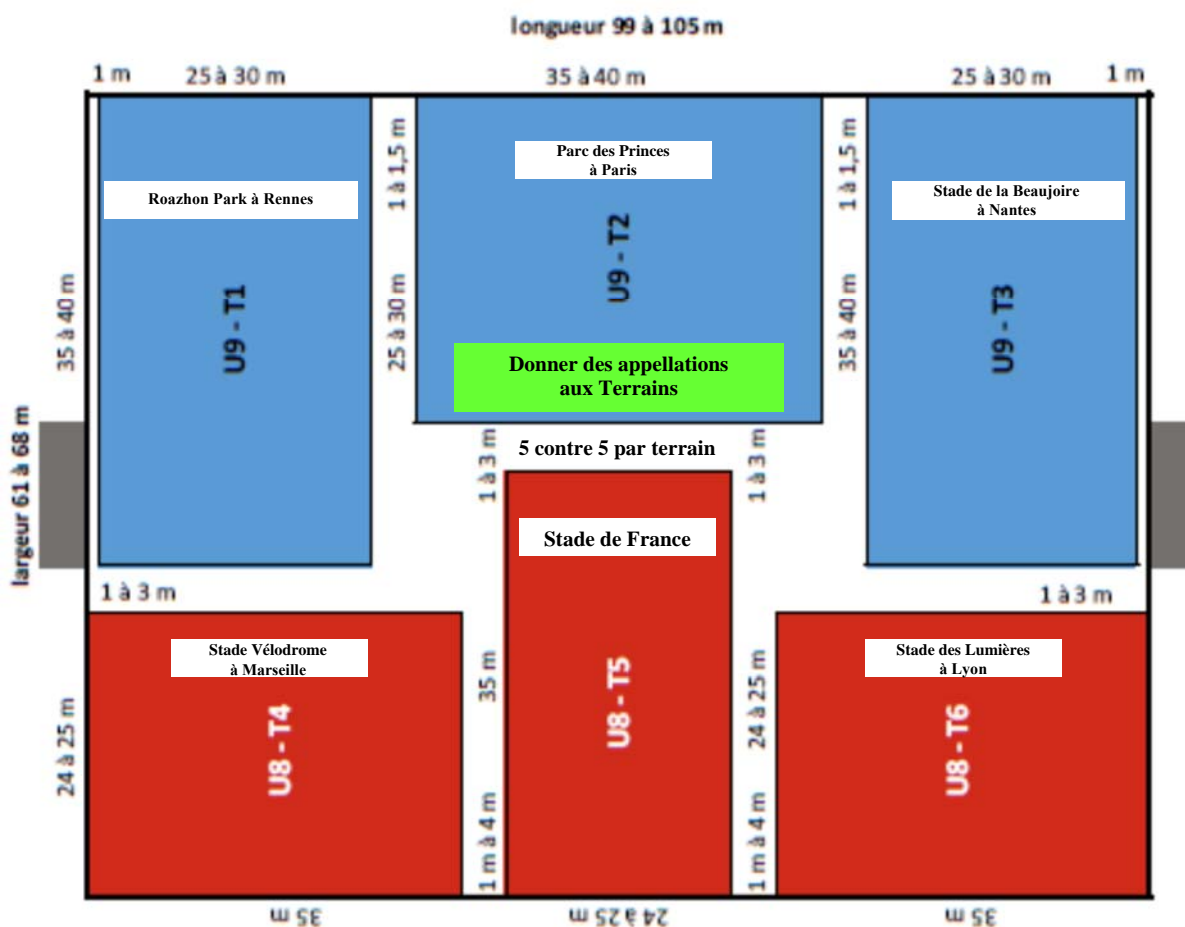 longueur 99 à 105 m
1 m
25 à 30 m
35 à 40 m
25 à 30 m
1 m
Roazhon Park à Rennes
U9 - T1
35 à 40 m
largeur 61 à 68 m
1 à 1,5 m
25 à 30 m
Parc des Princes
à Paris
U9 - T2
Donner des appellations
aux Terrains
1 à 1,5 m
35 à 40 m
Stade de la Beaujoire
à Nantes
U9 - T3
1 à 3 m
5 contre 5 par terrain
1 à 3 m
1 à 3 m
1 à 3 m
Stade Vélodrome
à Marseille
U8 - T4
24 à 25 m
35 m
1 m à 4 m
Stade de France
U8 - T5
24 à 25 m
1 m à 4 m
Stade des Lumières
à Lyon
U8 - T6
35 m
24 à 25 m
35 m